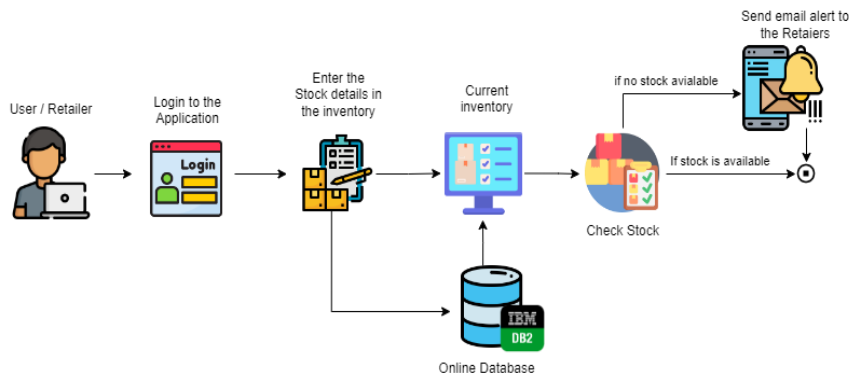 User / Retailer
Login to the
Application
Login
Enter the
Stock details in
the inventory
Current
inventory
if no stock avialable
Send email alert to
the Retaiers
If stock is available
Check Stock
IBM
DB2
Online Database